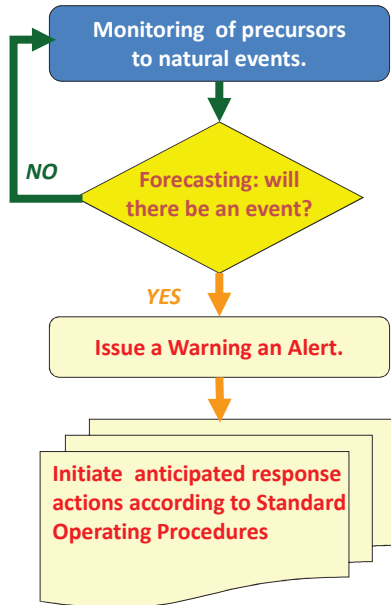 Monitoring of precursors
to natural events.
Forecasting: will
there be an event?
NO
YES
Issue a Warning an Alert.
Initiate anticipated response
actions according to Standard
Operating Procedures